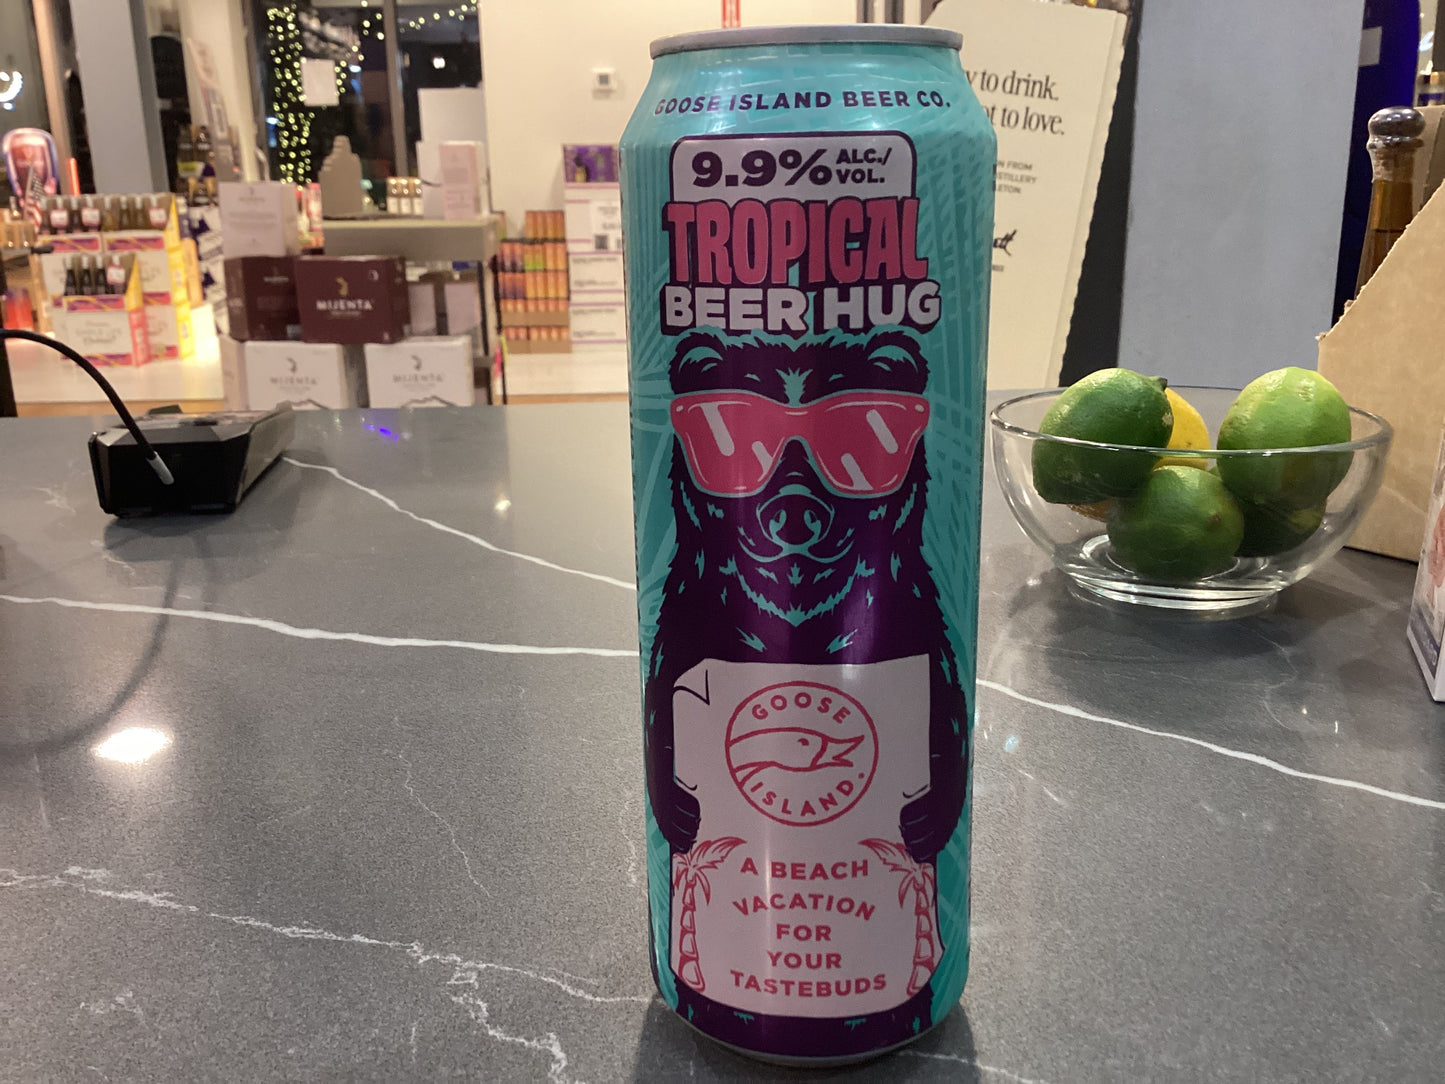 GOOSE ISLAND BEER CO.
9.9% ALC./
VOL.
TROPICAL
BEER HUG
GOOSE
ISLAND.
A BEACH
VACATION
FOR
YOUR
TASTEBUDS
to drink.
to love.
FROM
MIJENTA
MIJENTA
MIJENTA